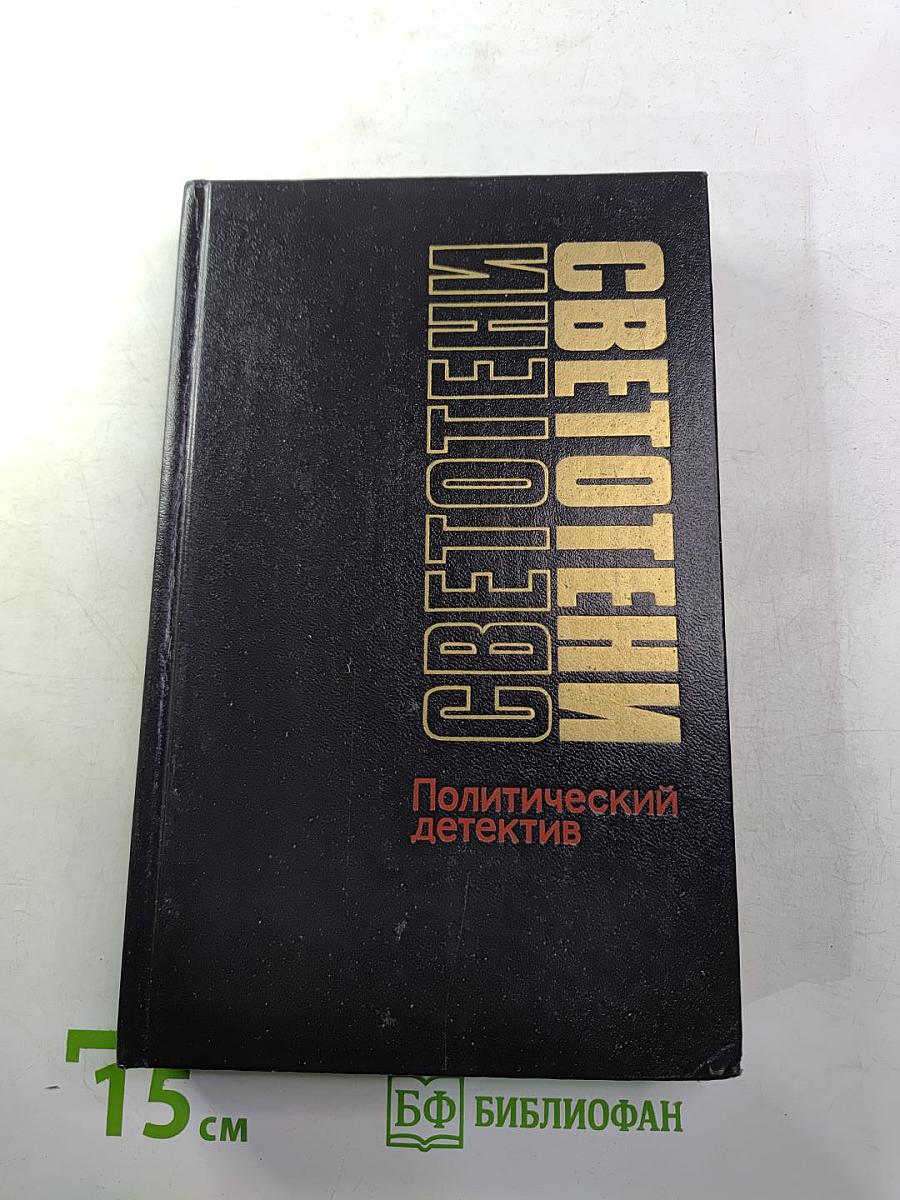 СВЕТОТЕНИ
СВЕТОТЕНИ
Политический
детектив
15 см
БФ БИБЛИОФАН